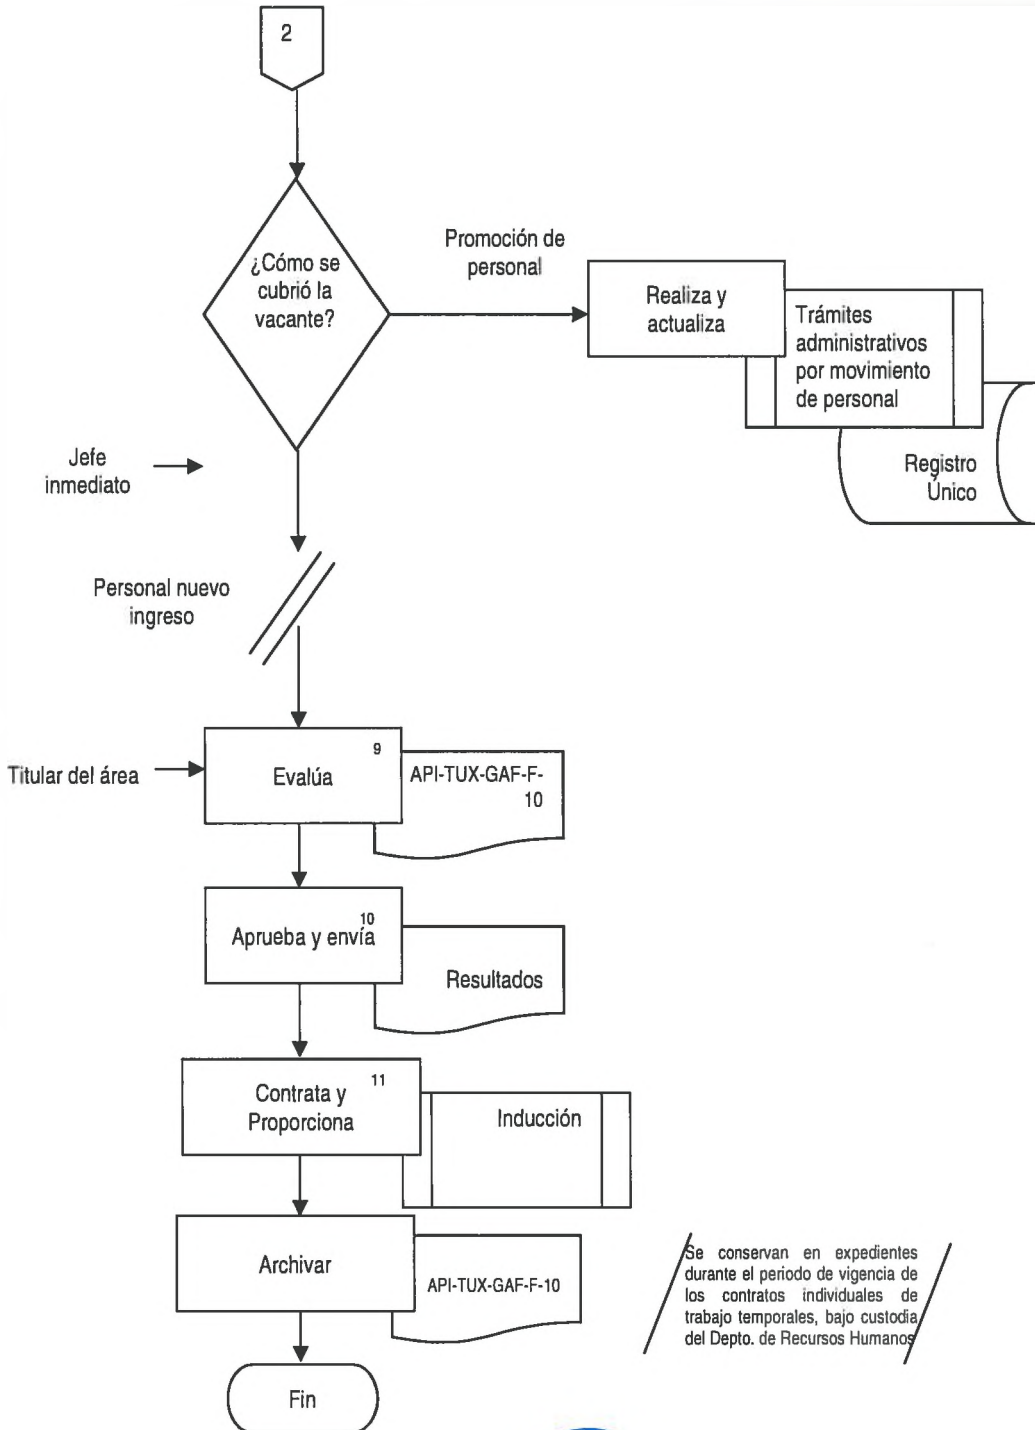 2
¿Cómo se
cubrió la
vacante?
Promoción de
personal
Realiza y
actualiza
Trámites
administrativos
por movimiento
de personal
Registro
Único
Jefe
inmediato
Personal nuevo
ingreso
Titular del área
9
Evalúa
API-TUX-GAF-F-
10
10
Aprueba y envía
Resultados
11
Contrata y
Proporciona
Inducción
Archivar
API-TUX-GAF-F-10
Se conservan en expedientes
durante el periodo de vigencia de
los contratos individuales de
trabajo temporales, bajo custodia
del Depto. de Recursos Humanos
Fin